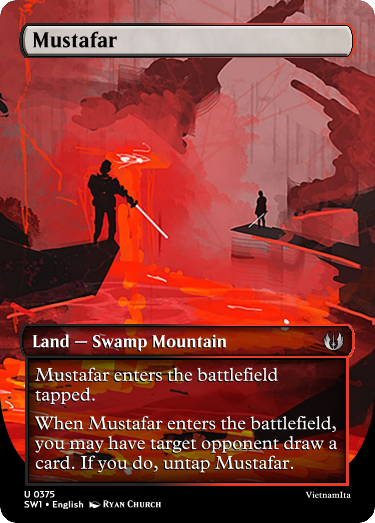 Mustafar
Land — Swamp Mountain
Mustafar enters the battlefield
tapped.
When Mustafar enters the battlefield,
you may have target opponent draw a
card. If you do, untap Mustafar.
U 0375
SW1 • English Ryan Church
VietnamIta